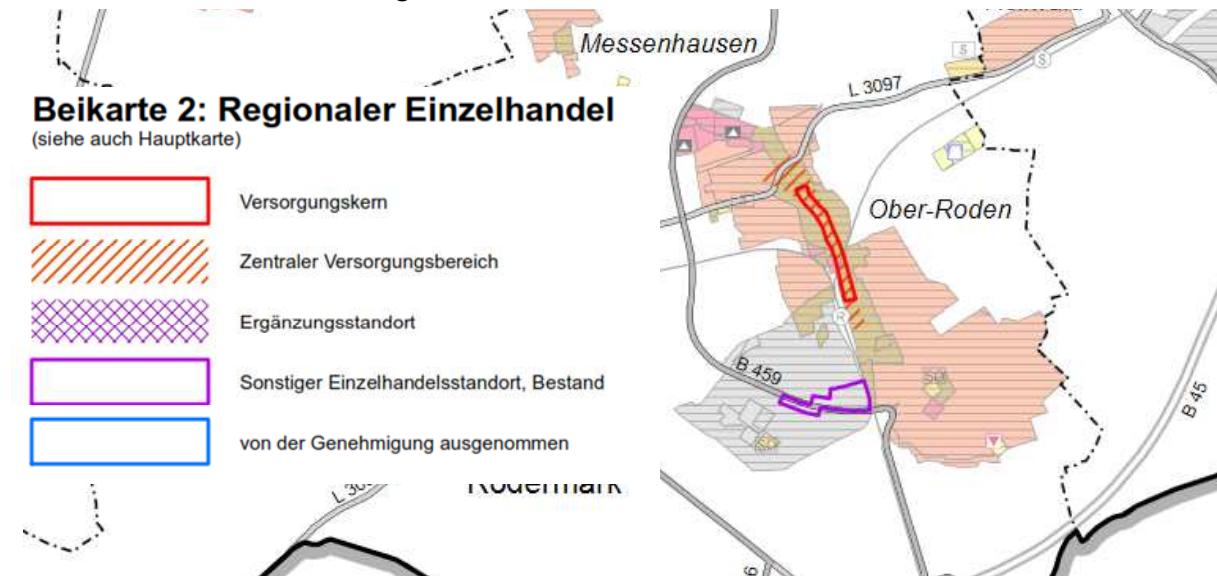 Messenhausen
S
S
L 3097
Beikarte 2: Regionaler Einzelhandel
(siehe auch Hauptkarte)
Versorgungskern
Ober-Roden
Zentraler Versorgungsbereich
Ergänzungsstandort
R
B 459
Sonstiger Einzelhandelsstandort, Bestand
B 45
von der Genehmigung ausgenommen
Rödermark